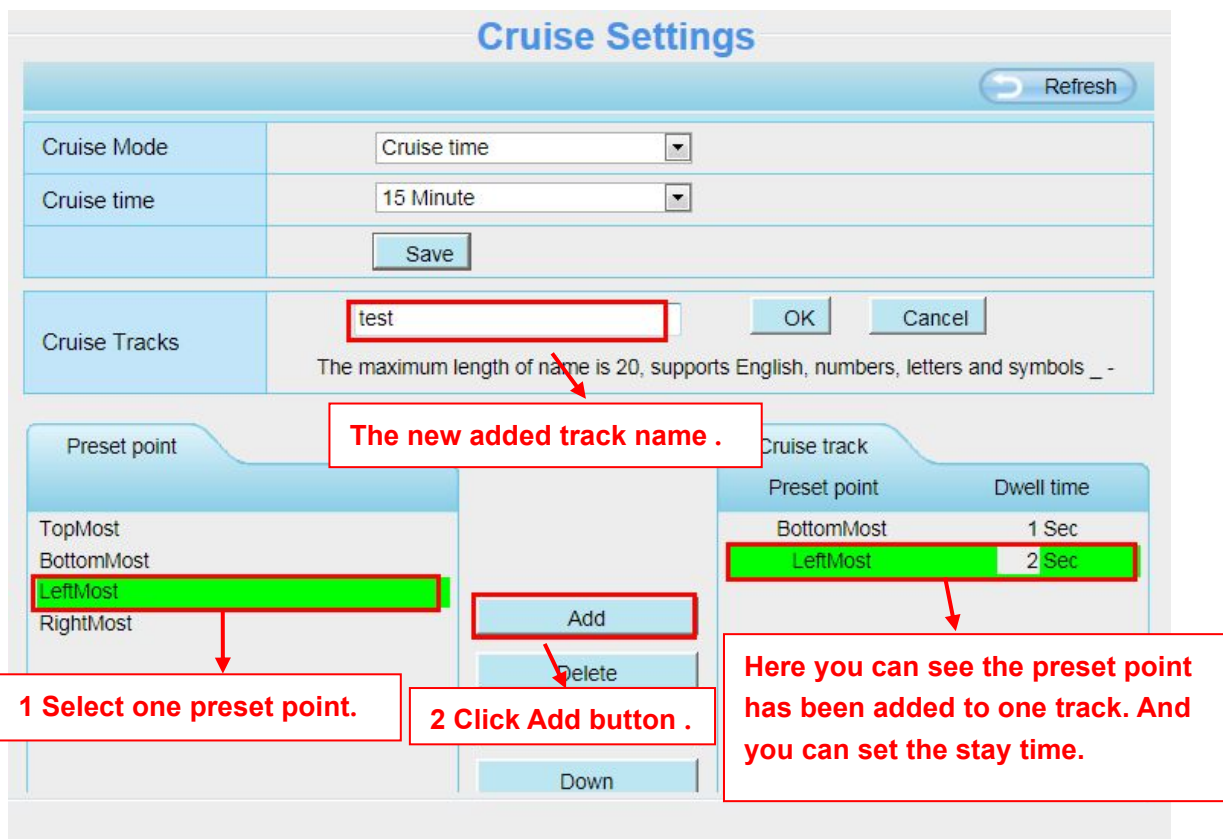 Cruise Settings
Refresh
Cruise Mode
Cruise time
Cruise time
15 Minute
Save
Cruise Tracks
test
OK
Cancel
The maximum length of name is 20, supports English, numbers, letters and symbols _ -
The new added track name .
Preset point
Cruise track
Preset point
Dwell time
TopMost
BottomMost
LeftMost
RightMost
BottomMost 1 Sec
LeftMost 2 Sec
Add
Delete
Down
1 Select one preset point.
2 Click Add button .
Here you can see the preset point
has been added to one track. And
you can set the stay time.